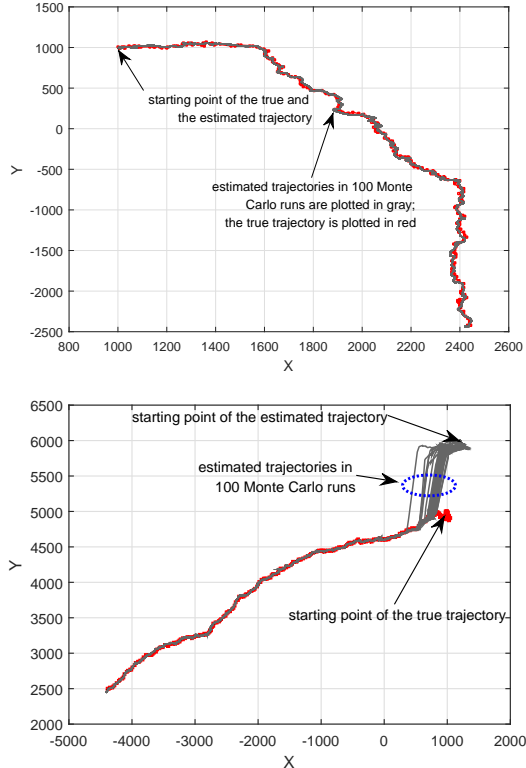 1500
1000
500
0
-500
-1000
-1500
-2000
-2500
Y
starting point of the true and
the estimated trajectory
estimated trajectories in 100 Monte
Carlo runs are plotted in gray;
the true trajectory is plotted in red
800 1000 1200 1400 1600 1800 2000 2200 2400 2600
X
6500
6000
5500
5000
4500
4000
3500
3000
2500
2000
Y
starting point of the estimated trajectory
estimated trajectories in
100 Monte Carlo runs
starting point of the true trajectory
-5000 -4000 -3000 -2000 -1000 0 1000 2000
X